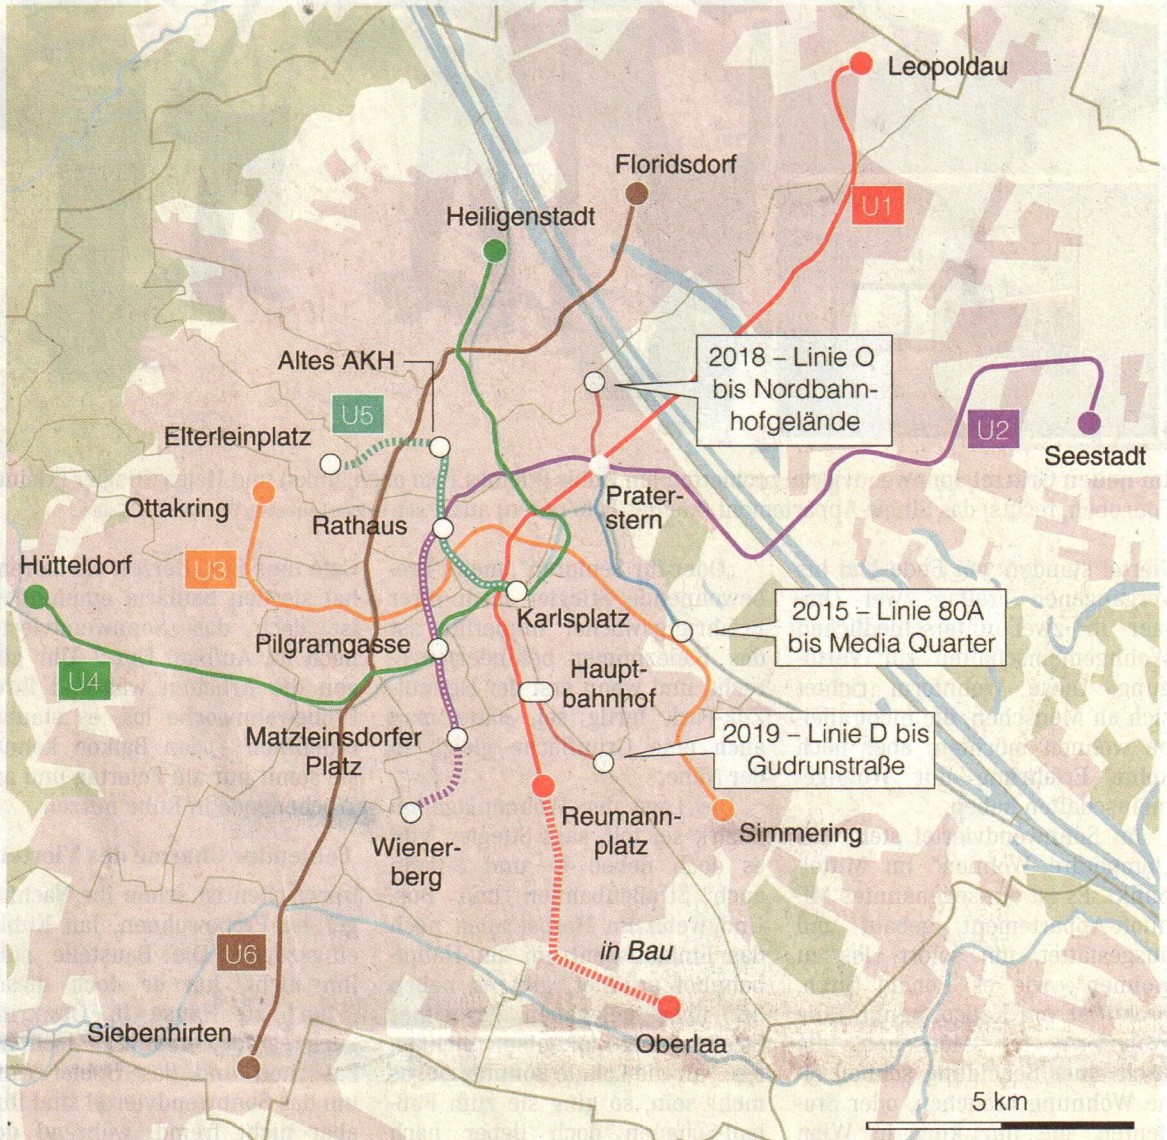 Leopoldau
Floridsdorf
U1
Heiligenstadt
2018 – Linie O
bis Nordbahn-
hofgelände
Altes AKH
U5
U2
Elterleinplatz
Seestadt
Ottakring
Prater-
stern
Rathaus
Hütteldorf
U3
2015 – Linie 80A
bis Media Quarter
Karlsplatz
Pilgramgasse
U4
Haupt-
bahnhof
2019 – Linie D bis
Gudrunstraße
Matzleinsdorfer
Platz
Reumann-
platz
Simmering
Wiener-
berg
in Bau
U6
Siebenhirten
Oberlaa
5 km